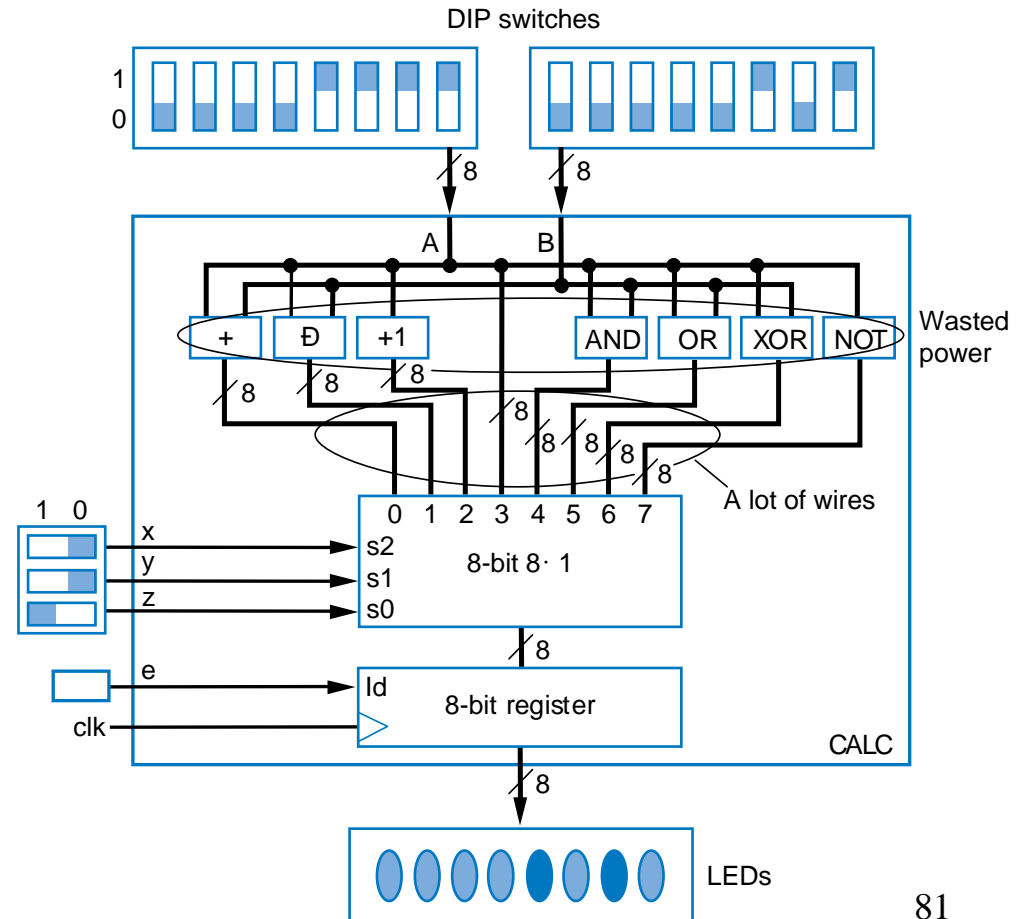 DIP switches
1
0
8
8
A
B
+
Ð
+1
AND
OR
XOR
NOT
Wasted
power
8
8
8
8
8
8
8
8
A lot of wires
1 0
0 1 2 3 4 5 6 7
x
s2
8-bit 8· 1
y
s1
z
s0
8
e
ld
8-bit register
clk
CALC
8
LEDs
81